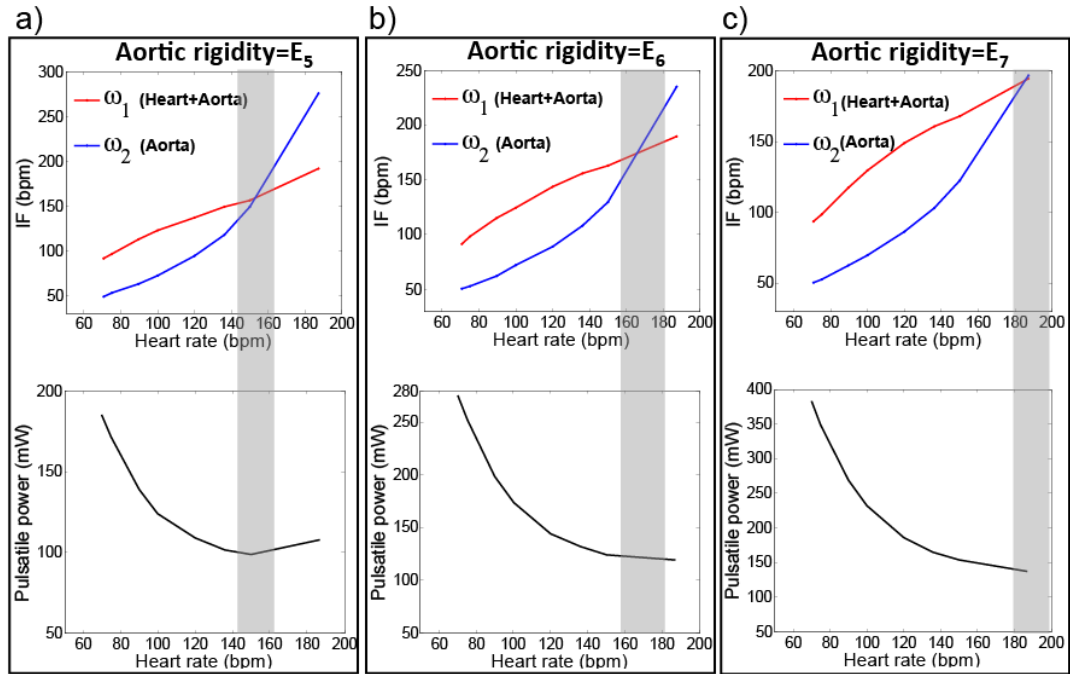 a)
Aortic rigidity=E5
300
250
200
150
100
50
IF (bpm)
ω1 (Heart+Aorta)
ω2 (Aorta)
60 80 100 120 140 160 180 200
Heart rate (bpm)
200
150
100
50
Pulsatile power (mW)
60 80 100 120 140 160 180 200
Heart rate (bpm)
b)
Aortic rigidity=E6
250
200
150
100
50
IF (bpm)
ω1 (Heart+Aorta)
ω2 (Aorta)
60 80 100 120 140 160 180 200
Heart rate (bpm)
280
250
200
150
100
50
Pulsatile power (mW)
60 80 100 120 140 160 180 200
Heart rate (bpm)
c)
Aortic rigidity=E7
200
150
100
50
IF (bpm)
ω1 (Heart+Aorta)
ω2 (Aorta)
60 80 100 120 140 160 180 200
Heart rate (bpm)
400
350
300
250
200
150
100
50
Pulsatile power (mW)
60 80 100 120 140 160 180 200
Heart rate (bpm)